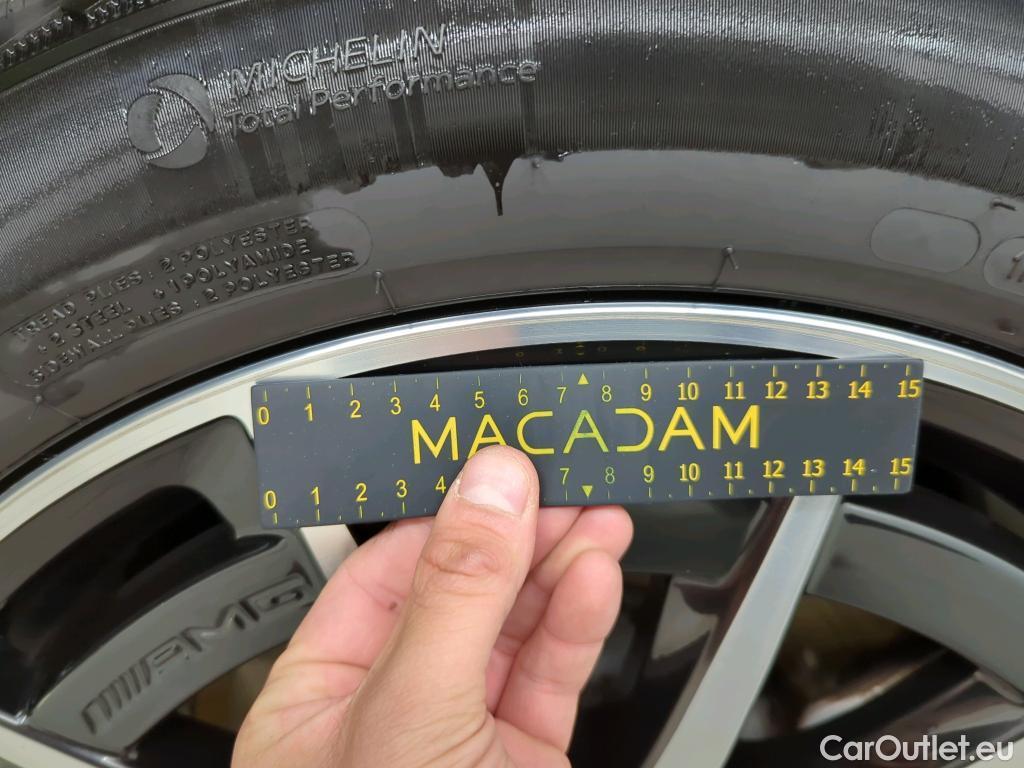 MICHELIN
Total Performance
TREAD PLIES : 2 POLYESTER
+ 2 STEEL + 1 POLYAMIDE
SIDEWALL PLIES : 2 POLYESTER
0 1 2 3 4 5 6 7 8 9 10 11 12 13 14 15
MACADAM
0 1 2 3 4 7 8 9 10 11 12 13 14 15
AMG
CarOutlet.eu